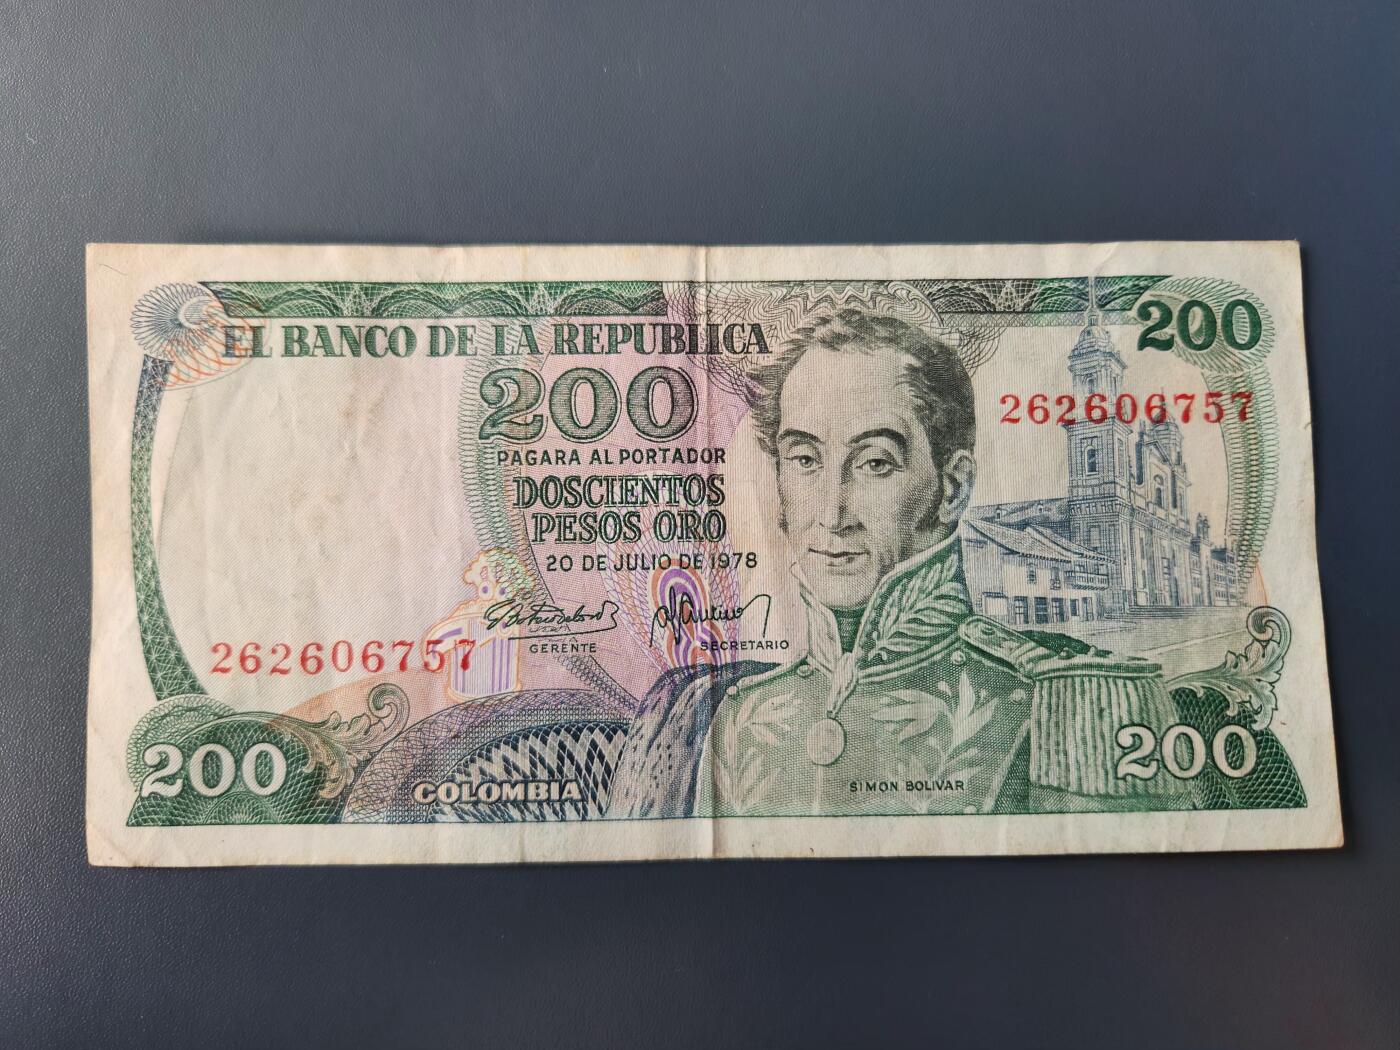 EL BANCO DE LA REPUBLICA
200
200
262606757
PAGARA AL PORTADOR
DOSCIENTOS
PESOS ORO
20 DE JULIO DE 1978
GERENTE
SECRETARIO
262606757
200
COLOMBIA
SIMON BOLIVAR
200